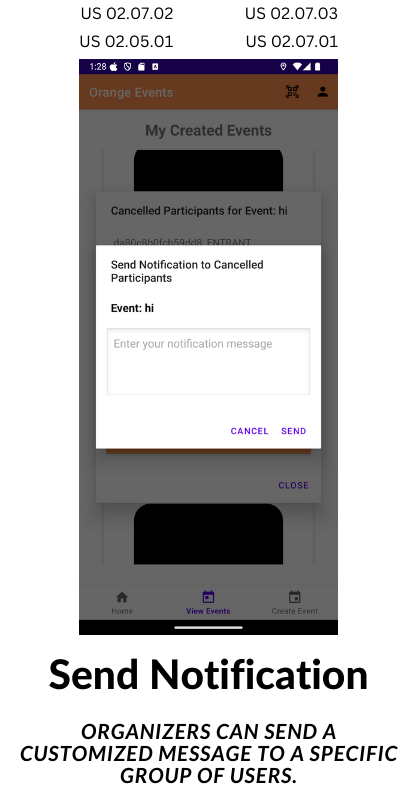 US 02.07.02 US 02.07.03
US 02.05.01 US 02.07.01
1:28
Orange Events
My Created Events
Cancelled Participants for Event: hi
da80c8b0fcb59dd8_ENTRANT
Send Notification to Cancelled
Participants
Event: hi
Enter your notification message
CANCEL SEND
CLOSE
Home View Events Create Event
Send Notification
ORGANIZERS CAN SEND A
CUSTOMIZED MESSAGE TO A SPECIFIC
GROUP OF USERS.